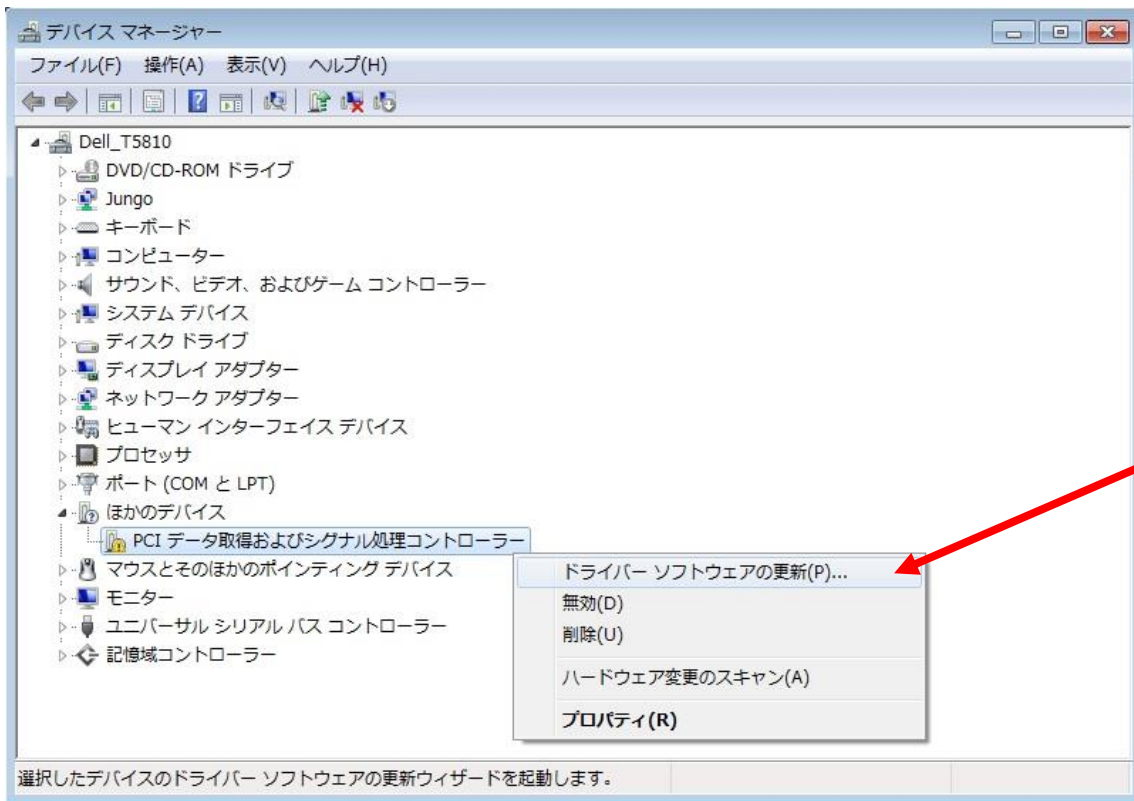 デバイス マネージャー
ファイル(F) 操作(A) 表示(V) ヘルプ(H)
Dell_T5810
DVD/CD-ROM ドライブ
Jungo
キーボード
コンピューター
サウンド、ビデオ、およびゲーム コントローラー
システム デバイス
ディスク ドライブ
ディスプレイ アダプター
ネットワーク アダプター
ヒューマン インターフェイス デバイス
プロセッサ
ポート (COM と LPT)
ほかのデバイス
PCI データ取得およびシグナル処理コントローラー
マウスとそのほかのポインティング デバイス
モニター
ユニバーサル シリアル バス コントローラー
記憶域コントローラー
ドライバー ソフトウェアの更新(P)...
無効(D)
削除(U)
ハードウェア変更のスキャン(A)
プロパティ(R)
選択したデバイスのドライバー ソフトウェアの更新ウィザードを起動します。